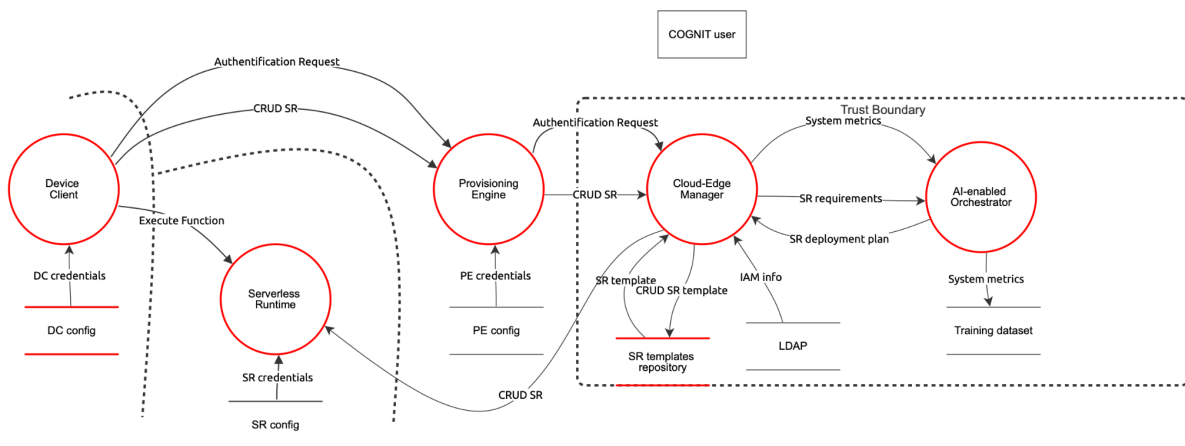 COGNIT user
Authentification Request
CRUD SR
Trust Boundary
System metrics
Authentification Request
Device
Client
Provisioning
Engine
CRUD SR
Cloud-Edge
Manager
SR requirements
AI-enabled
Orchestrator
Execute Function
SR deployment plan
DC credentials
Serverless
Runtime
PE credentials
SR template
CRUD SR template
IAM info
System metrics
DC config
PE config
SR templates
repository
LDAP
Training dataset
SR credentials
CRUD SR
SR config